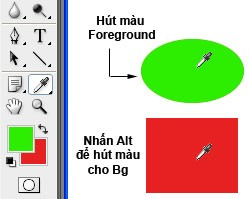 Hút màu
Foreground
T
Nhấn Alt
để hút màu
cho Bg